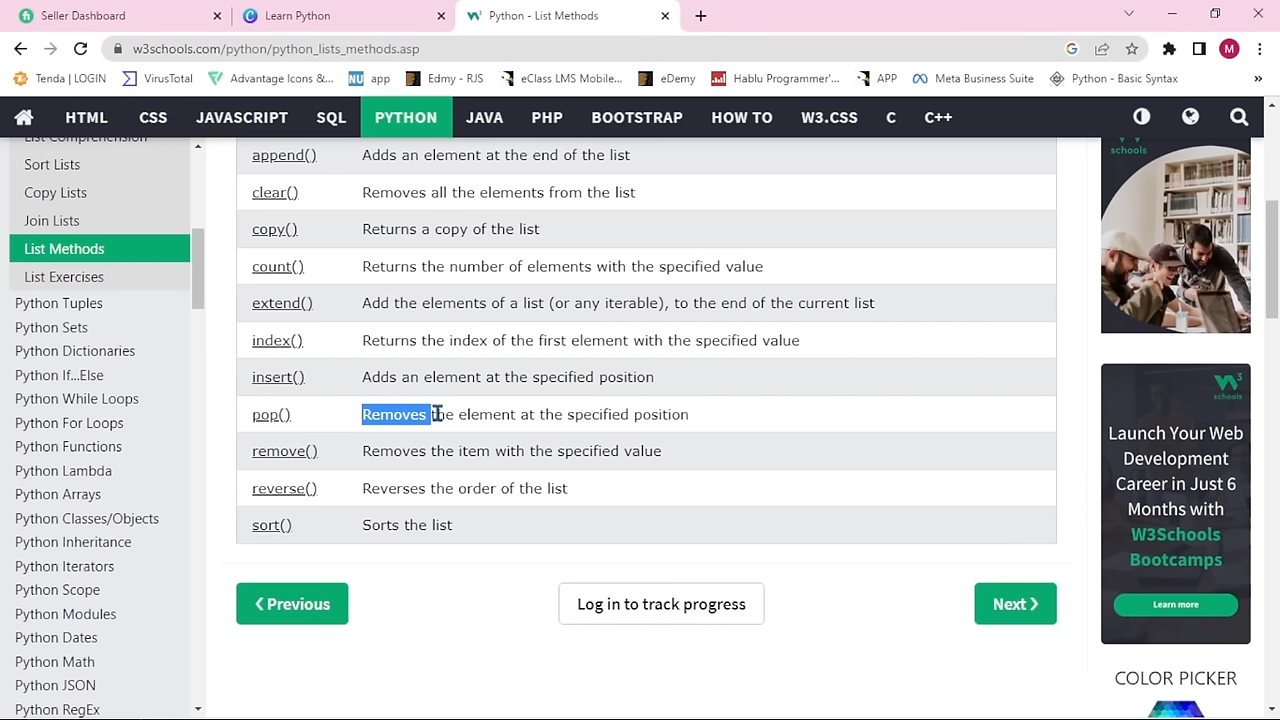 Seller Dashboard
Learn Python
Python - List Methods
w3schools.com/python/python_lists_methods.asp
M
Tenda | LOGIN
VirusTotal
Advantage Icons &...
NU app
Edmy - RJS
eClass LMS Mobile...
eDemy
Hablu Programmer'...
APP
Meta Business Suite
Python - Basic Syntax
»
HTML
CSS
JAVASCRIPT
SQL
PYTHON
JAVA
PHP
BOOTSTRAP
HOW TO
W3.CSS
C
C++
List Comprehension
Sort Lists
Copy Lists
Join Lists
List Methods
List Exercises
Python Tuples
Python Sets
Python Dictionaries
Python If...Else
Python While Loops
Python For Loops
Python Functions
Python Lambda
Python Arrays
Python Classes/Objects
Python Inheritance
Python Iterators
Python Scope
Python Modules
Python Dates
Python Math
Python JSON
Python RegEx
append() Adds an element at the end of the list
clear() Removes all the elements from the list
copy() Returns a copy of the list
count() Returns the number of elements with the specified value
extend() Add the elements of a list (or any iterable), to the end of the current list
index() Returns the index of the first element with the specified value
insert() Adds an element at the specified position
pop() Removes the element at the specified position
remove() Removes the item with the specified value
reverse() Reverses the order of the list
sort() Sorts the list
❮ Previous
Log in to track progress
Next ❯
schools
W3
schools
Launch Your Web
Development
Career in Just 6
Months with
W3Schools
Bootcamps
Learn more
COLOR PICKER